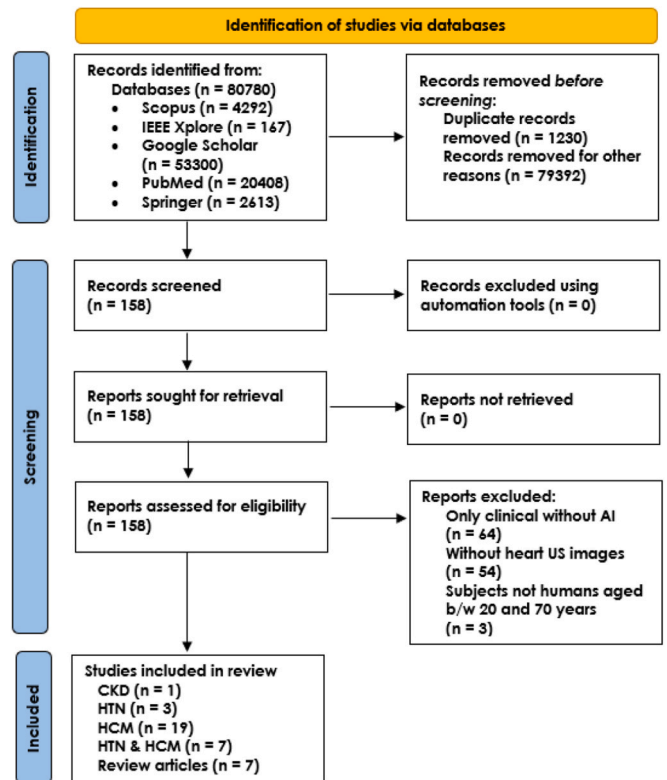 Identification of studies via databases
Identification
Records identified from:
Databases (n = 80780)
• Scopus (n = 4292)
• IEEE Xplore (n = 167)
• Google Scholar
(n = 53300)
• PubMed (n = 20408)
• Springer (n = 2613)
Records removed before
screening:
Duplicate records
removed (n = 1230)
Records removed for other
reasons (n = 79392)
Screening
Records screened
(n = 158)
Records excluded using
automation tools (n = 0)
Reports sought for retrieval
(n = 158)
Reports not retrieved
(n = 0)
Reports assessed for eligibility
(n = 158)
Reports excluded:
Only clinical without AI
(n = 64)
Without heart US images
(n = 54)
Subjects not humans aged
b/w 20 and 70 years
(n = 3)
Included
Studies included in review
CKD (n = 1)
HTN (n = 3)
HCM (n = 19)
HTN & HCM (n = 7)
Review articles (n = 7)